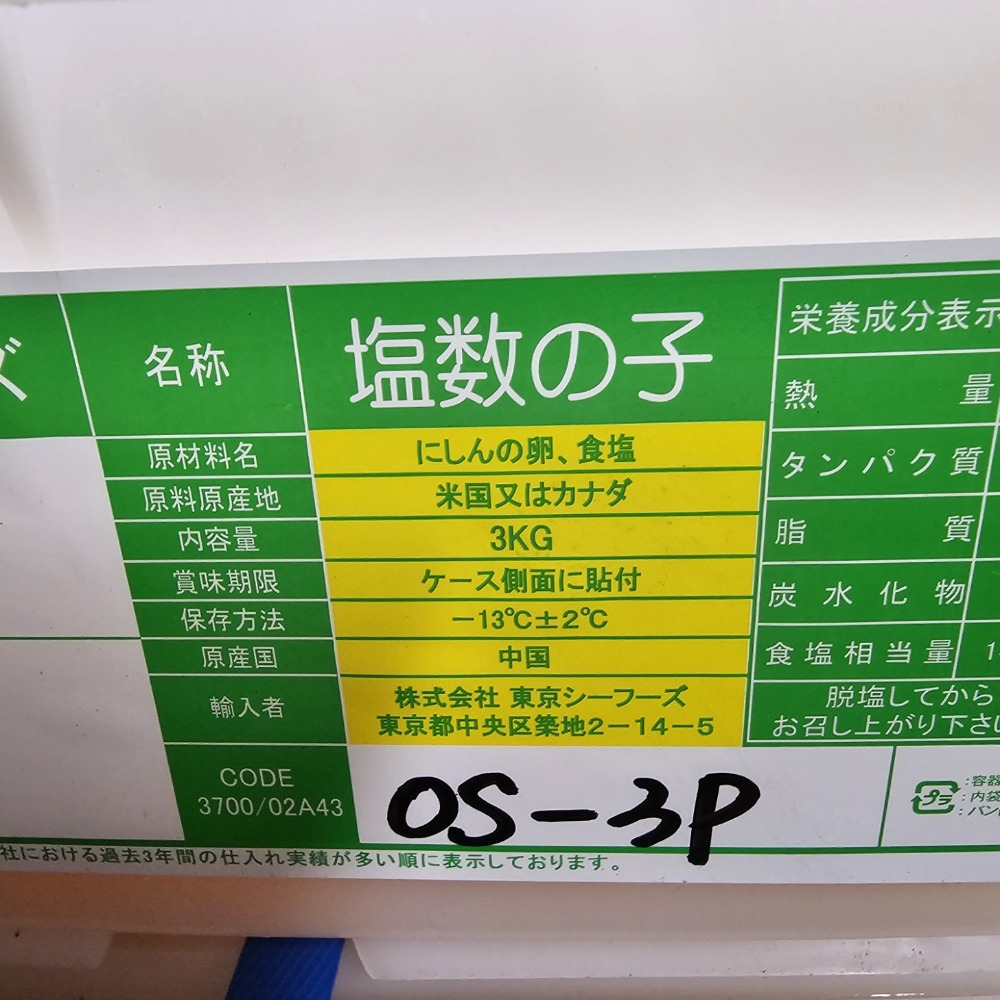 ズ
名称 塩数の子
原材料名 にしんの卵、食塩
原料原産地 米国又はカナダ
内容量 3KG
賞味期限 ケース側面に貼付
保存方法 －13℃±2℃
原産国 中国
輸入者 株式会社 東京シーフーズ
東京都中央区築地2－14－5
CODE
3700/02A43
OS-3P
栄養成分表示
熱量
タンパク質
脂質
炭水化物
食塩相当量
脱塩してから
お召し上がり下さ
プラ
:容器
:内袋
:バン
社における過去3年間の仕入れ実績が多い順に表示しております。